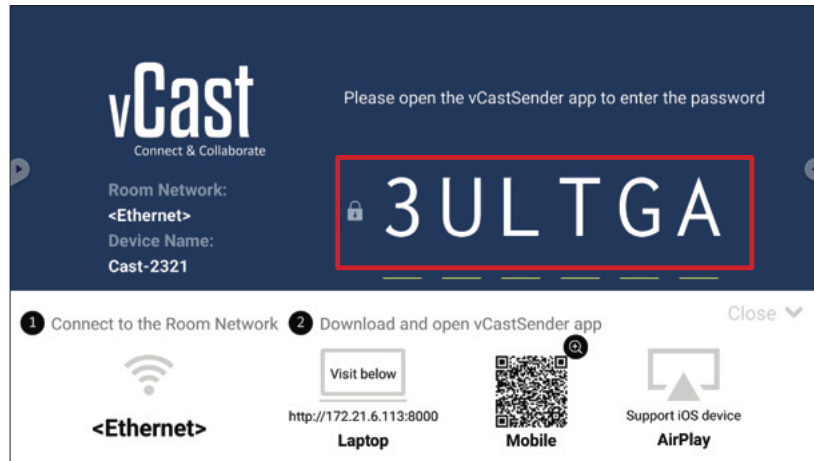 vCast
Connect & Collaborate
Room Network:
<Ethernet>
Device Name:
Cast-2321
Please open the vCastSender app to enter the password
3ULTGA
Close
1 Connect to the Room Network
2 Download and open vCastSender app
<Ethernet>
Visit below
http://172.21.6.113:8000
Laptop
Mobile
Support iOS device
AirPlay